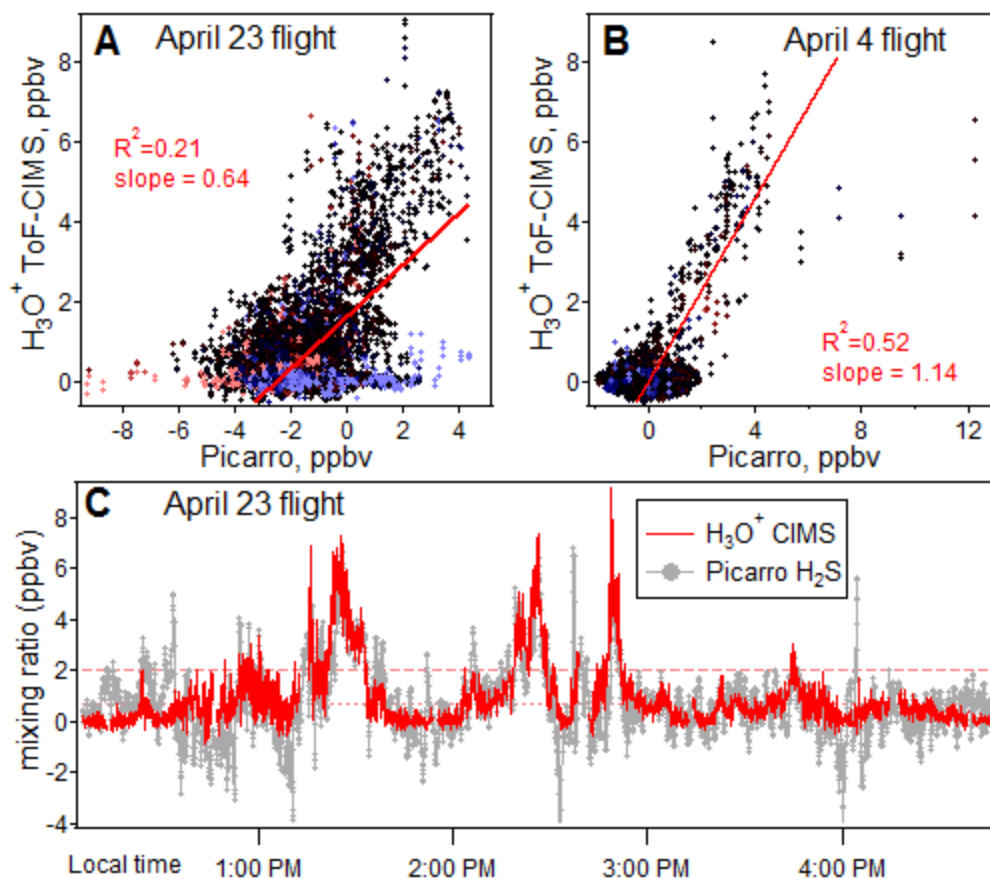 A April 23 flight
H₃O⁺ ToF-CIMS, ppbv
8
6
4
2
0
R²=0.21
slope = 0.64
-8 -6 -4 -2 0 2 4
Picarro, ppbv
B April 4 flight
H₃O⁺ ToF-CIMS, ppbv
8
6
4
2
0
R²=0.52
slope = 1.14
0 4 8 12
Picarro, ppbv
C April 23 flight
mixing ratio (ppbv)
8
6
4
2
0
-2
-4
H₃O⁺ CIMS
Picarro H₂S
Local time 1:00 PM 2:00 PM 3:00 PM 4:00 PM